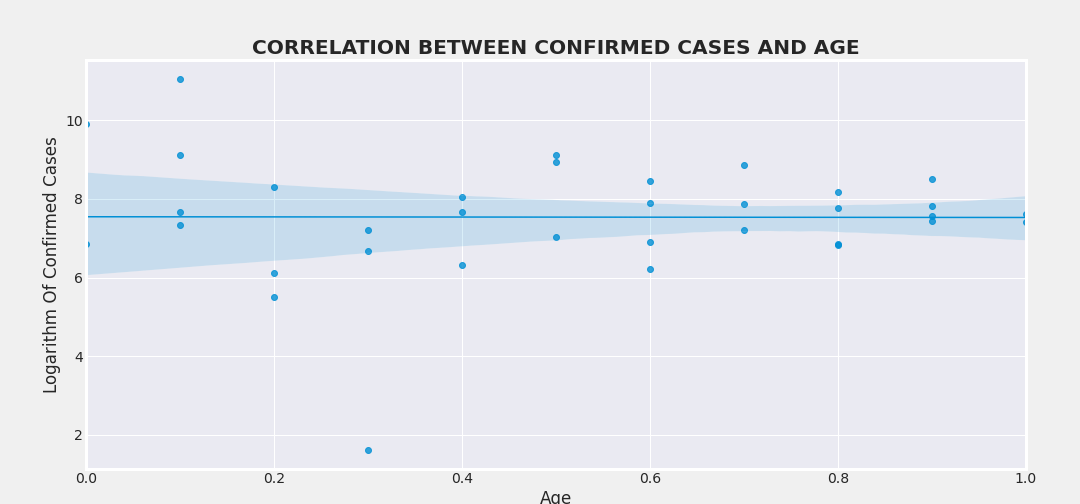 CORRELATION BETWEEN CONFIRMED CASES AND AGE
Logarithm Of Confirmed Cases
10
8
6
4
2
0.0 0.2 0.4 0.6 0.8 1.0
Age